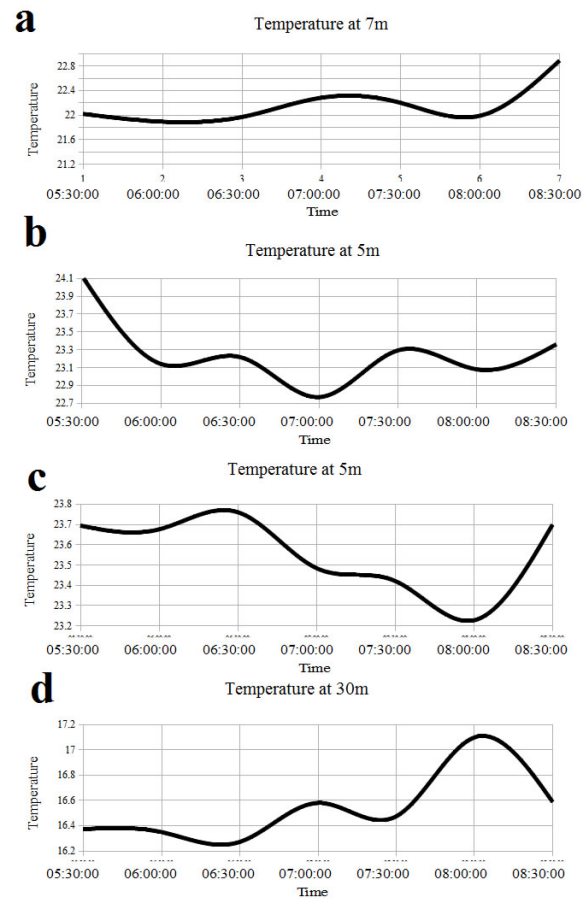 a
Temperature at 7m
22.8
22.4
22
21.6
21.2
Temperature
1 2 3 4 5 6 7
05:30:00 06:00:00 06:30:00 07:00:00 07:30:00 08:00:00 08:30:00
Time
b
Temperature at 5m
24.1
23.9
23.7
23.5
23.3
23.1
22.9
22.7
Temperature
05:30:00 06:00:00 06:30:00 07:00:00 07:30:00 08:00:00 08:30:00
Time
c
Temperature at 5m
23.8
23.7
23.6
23.5
23.4
23.3
23.2
Temperature
05:30:00 06:00:00 06:30:00 07:00:00 07:30:00 08:00:00 08:30:00
Time
d
Temperature at 30m
17.2
17
16.8
16.6
16.4
16.2
Temperature
05:30:00 06:00:00 06:30:00 07:00:00 07:30:00 08:00:00 08:30:00
Time